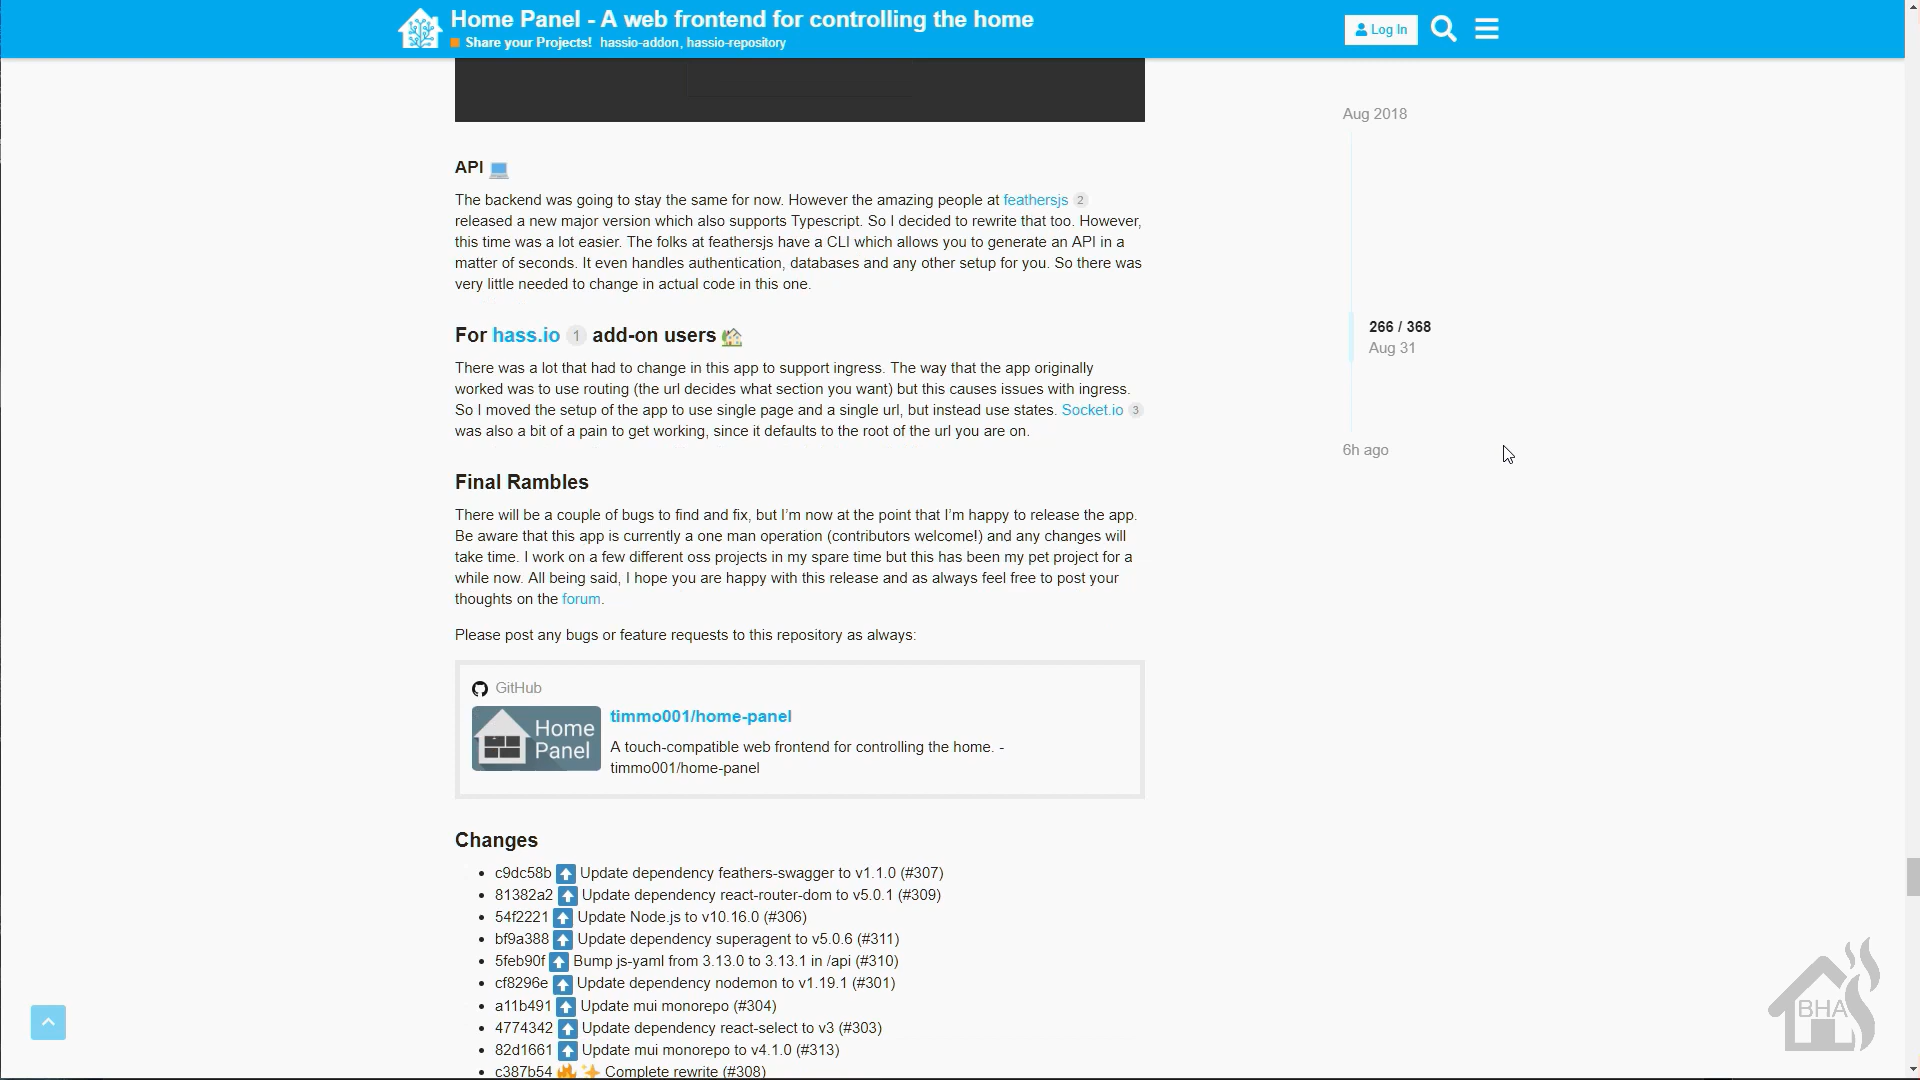 Home Panel - A web frontend for controlling the home
Share your Projects! hassio-addon, hassio-repository
Log In
Aug 2018
API
The backend was going to stay the same for now. However the amazing people at feathersjs 2
released a new major version which also supports Typescript. So I decided to rewrite that too. However,
this time was a lot easier. The folks at feathersjs have a CLI which allows you to generate an API in a
matter of seconds. It even handles authentication, databases and any other setup for you. So there was
very little needed to change in actual code in this one.
266 / 368
Aug 31
For hass.io 1 add-on users
There was a lot that had to change in this app to support ingress. The way that the app originally
worked was to use routing (the url decides what section you want) but this causes issues with ingress.
So I moved the setup of the app to use single page and a single url, but instead use states. Socket.io 3
was also a bit of a pain to get working, since it defaults to the root of the url you are on.
6h ago
Final Rambles
There will be a couple of bugs to find and fix, but I'm now at the point that I'm happy to release the app.
Be aware that this app is currently a one man operation (contributors welcome!) and any changes will
take time. I work on a few different oss projects in my spare time but this has been my pet project for a
while now. All being said, I hope you are happy with this release and as always feel free to post your
thoughts on the forum.
Please post any bugs or feature requests to this repository as always:
GitHub
Home
Panel
timmo001/home-panel
A touch-compatible web frontend for controlling the home. -
timmo001/home-panel
Changes
• c9dc58b Update dependency feathers-swagger to v1.1.0 (#307)
• 81382a2 Update dependency react-router-dom to v5.0.1 (#309)
• 54f2221 Update Node.js to v10.16.0 (#306)
• bf9a388 Update dependency superagent to v5.0.6 (#311)
• 5feb90f Bump js-yaml from 3.13.0 to 3.13.1 in /api (#310)
• cf8296e Update dependency nodemon to v1.19.1 (#301)
• a11b491 Update mui monorepo (#304)
• 4774342 Update dependency react-select to v3 (#303)
• 82d1661 Update mui monorepo to v4.1.0 (#313)
• c387b54 Complete rewrite (#308)
BHA